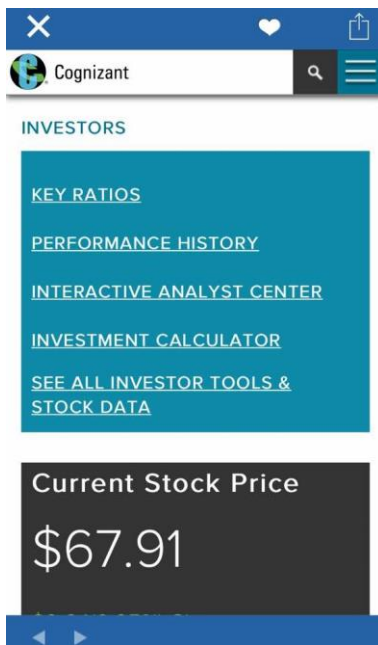 Cognizant
INVESTORS
KEY RATIOS
PERFORMANCE HISTORY
INTERACTIVE ANALYST CENTER
INVESTMENT CALCULATOR
SEE ALL INVESTOR TOOLS &
STOCK DATA
Current Stock Price
$67.91